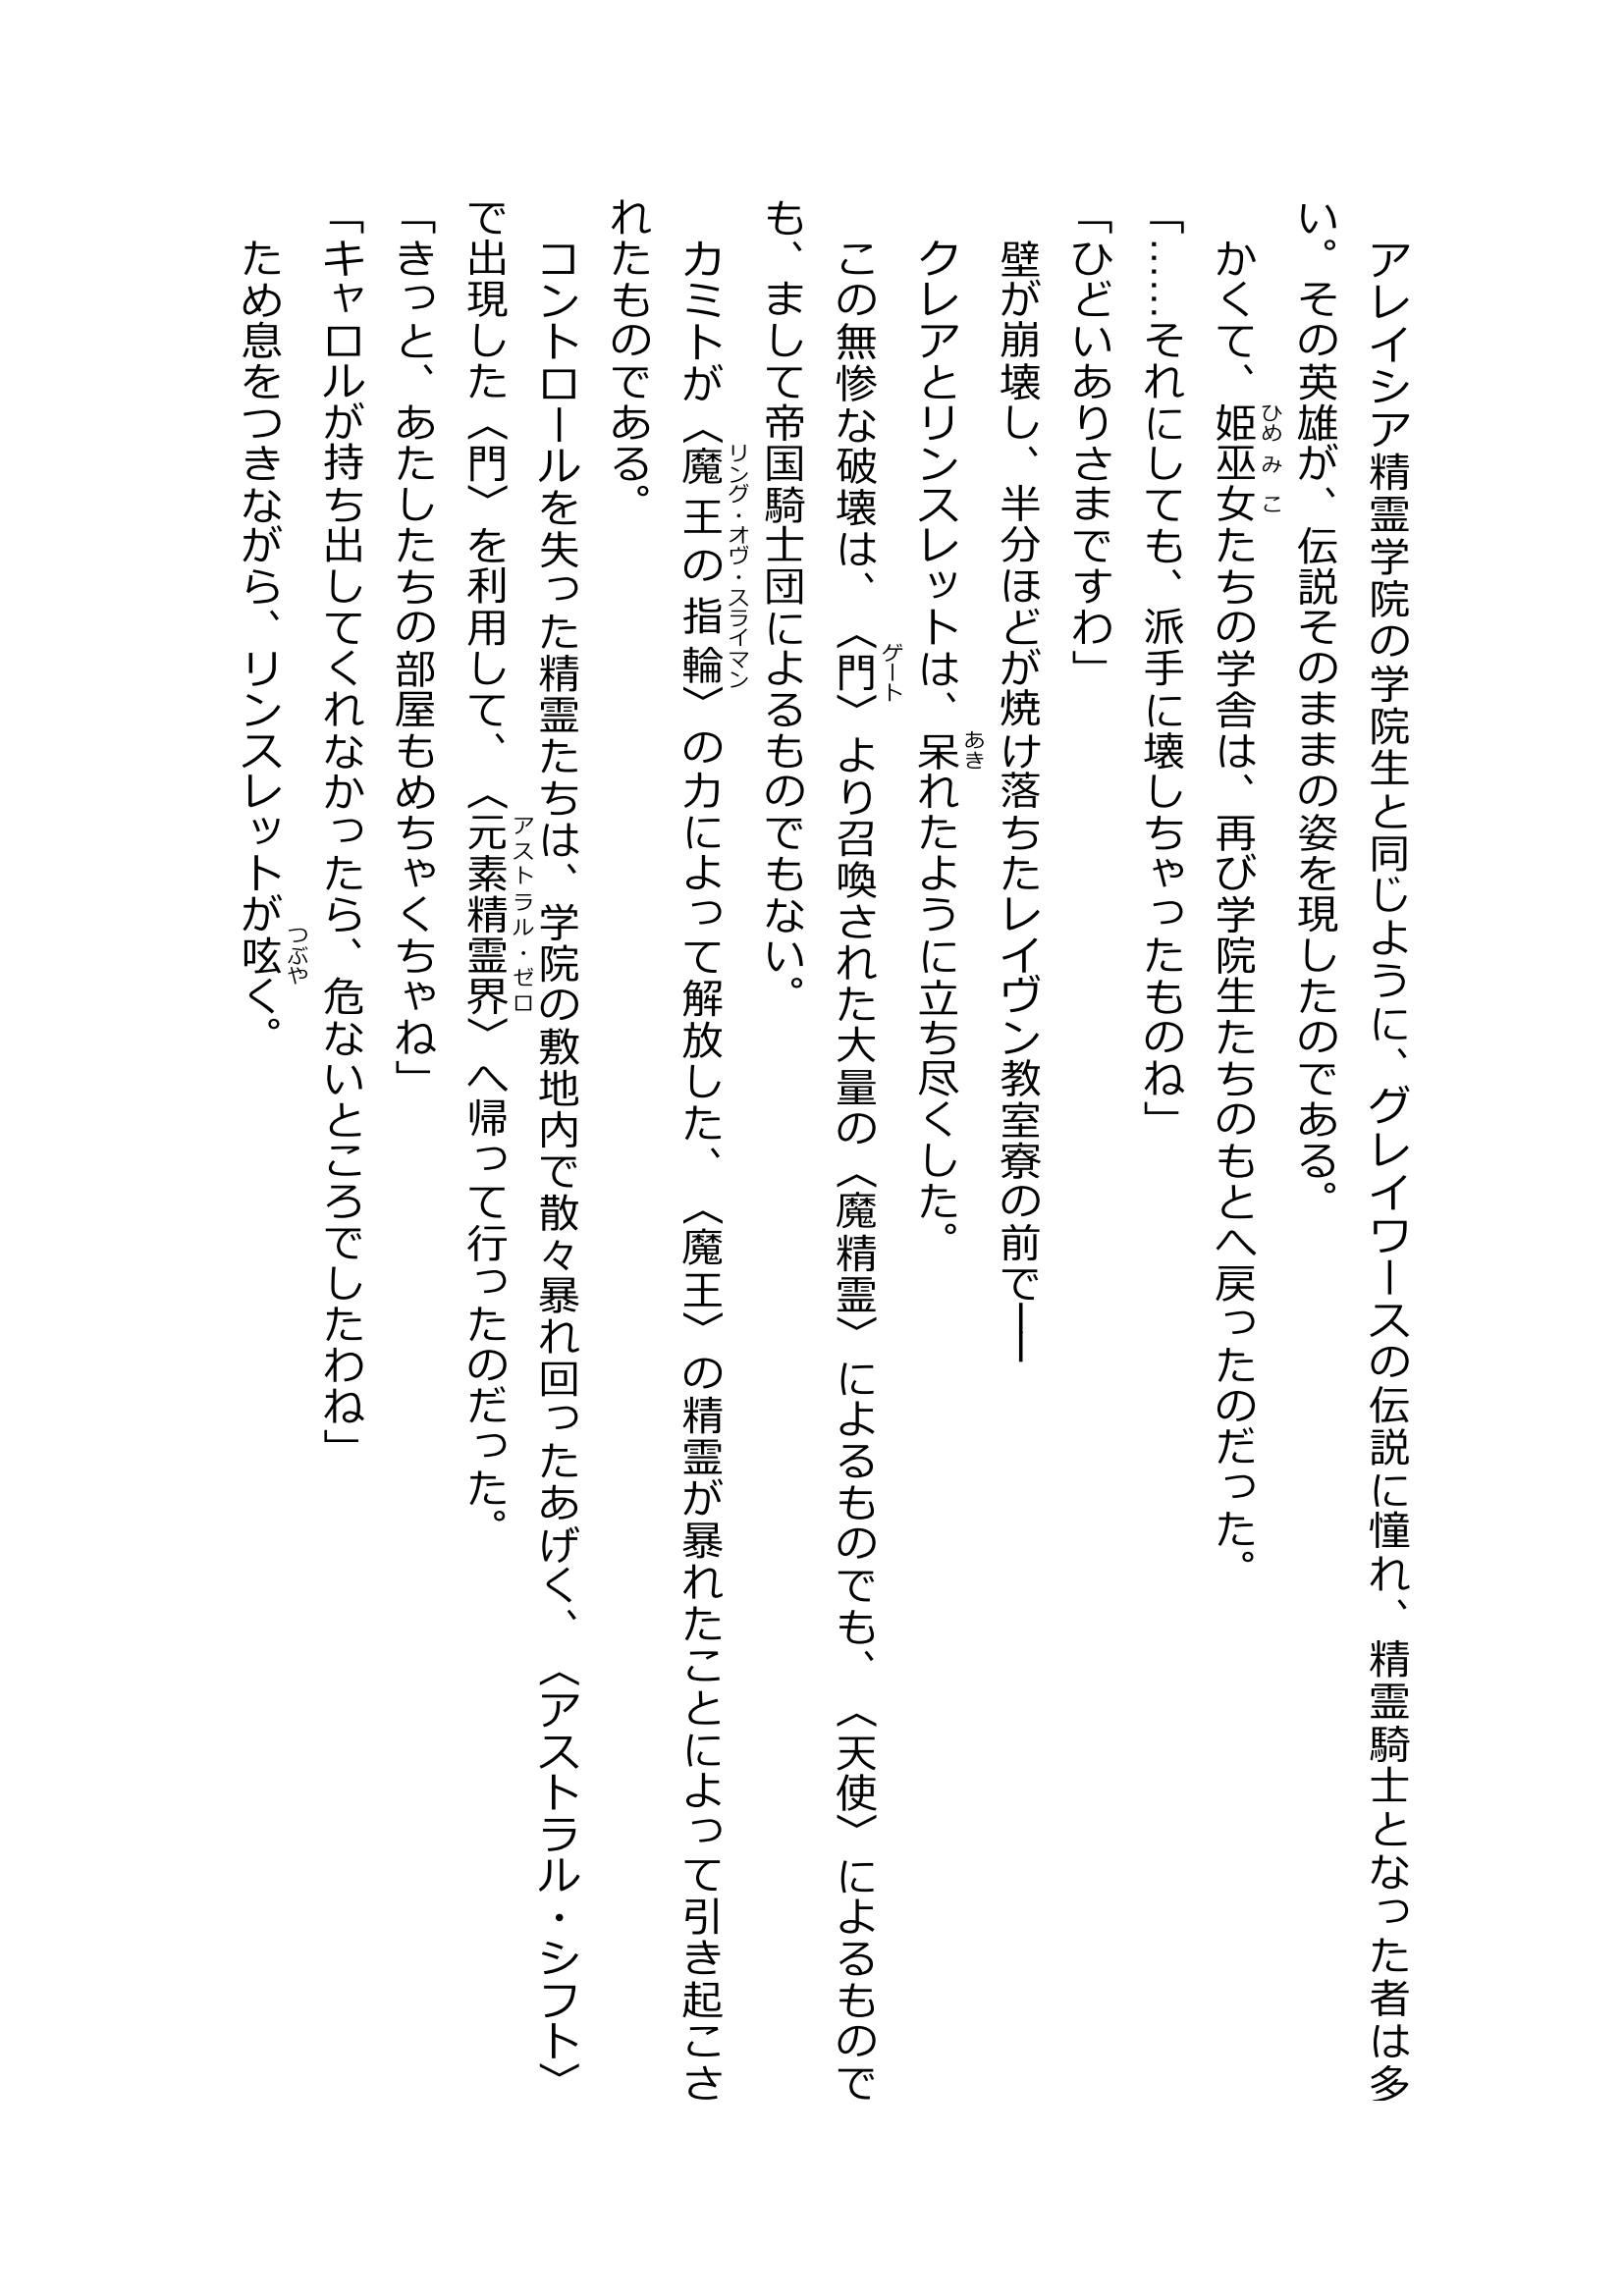 アレイシア精霊学院の学院生と同じように、グレイワースの伝説に憧れ、精霊騎士となった者は多
い。その英雄が、伝説そのままの姿を現したのである。
かくて、姫巫女たちの学舎は、再び学院生たちのもとへ戻ったのだった。
「……それにしても、派手に壊しちゃったものね」
「ひどいありさまですわ」
壁が崩壊し、半分ほどが焼け落ちたレイヴン教室寮の前で――
クレアとリンスレットは、呆れたように立ち尽くした。
この無惨な破壊は、〈門〉より召喚された大量の〈魔精霊〉によるものでも、〈天使〉によるもので
も、まして帝国騎士団によるものでもない。
カミトが〈魔王の指輪〉の力によって解放した、〈魔王〉の精霊が暴れたことによって引き起こさ
れたものである。
コントロールを失った精霊たちは、学院の敷地内で散々暴れ回ったあげく、〈アストラル・シフト〉
で出現した〈門〉を利用して、〈元素精霊界〉へ帰って行ったのだった。
「きっと、あたしたちの部屋もめちゃくちゃね」
「キャロルが持ち出してくれなかったら、危ないところでしたわね」
ため息をつきながら、リンスレットが呟く。
ひめみこ
あき
ゲート
リング・オヴ・スライマン
アストラル・ゼロ
つぶや